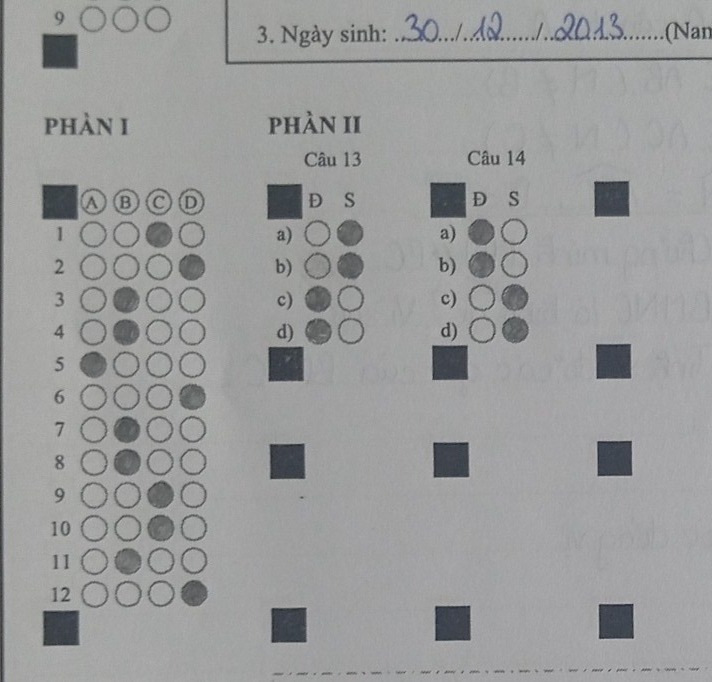 9
3. Ngày sinh: ..30.../..12....../..2013.......(Nan
PHẦN I
PHẦN II
Câu 13
Câu 14
A B C D
Đ S
Đ S
1
a)
a)
2
b)
b)
3
c)
c)
4
d)
d)
5
6
7
8
9
10
11
12